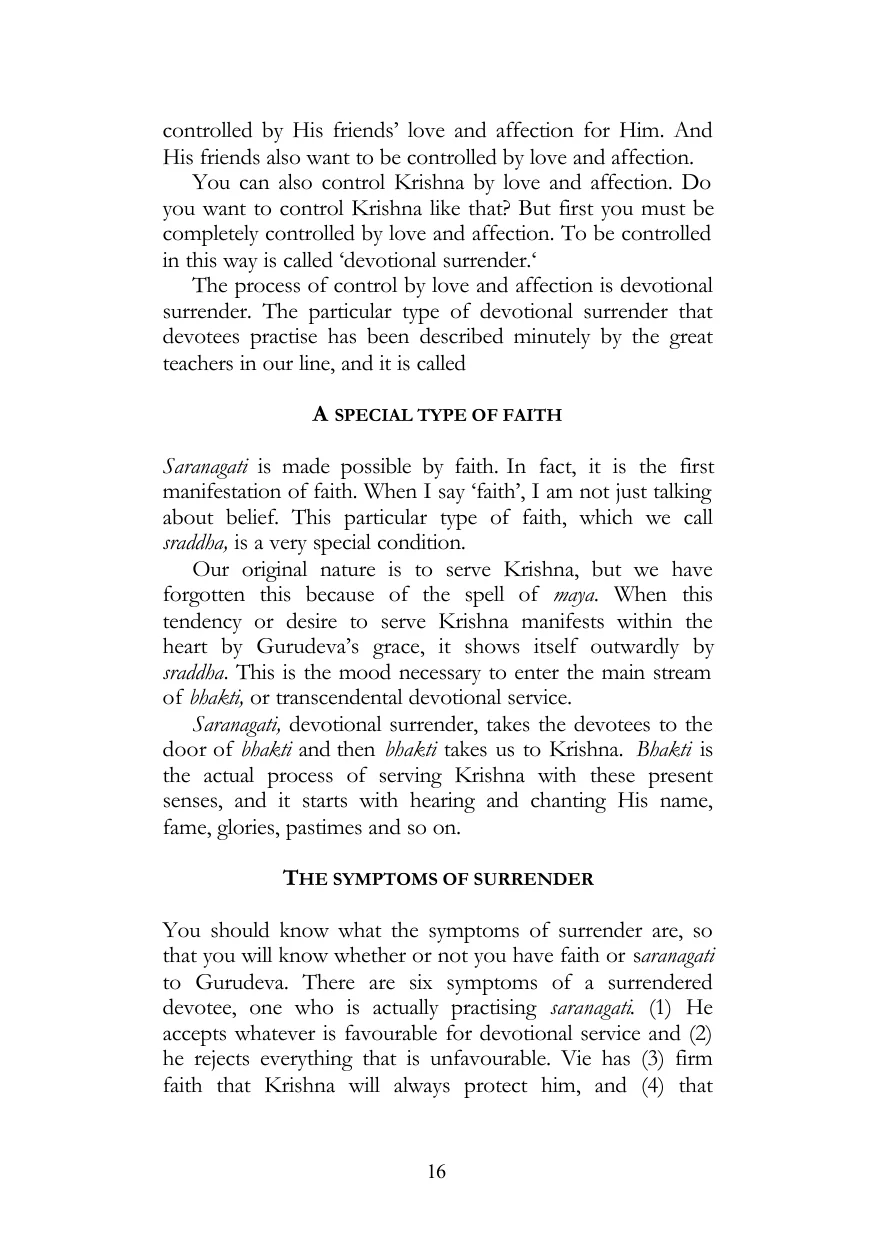 controlled by His friends’ love and affection for Him. And
His friends also want to be controlled by love and affection.
You can also control Krishna by love and affection. Do
you want to control Krishna like that? But first you must be
completely controlled by love and affection. To be controlled
in this way is called ‘devotional surrender.‘
The process of control by love and affection is devotional
surrender. The particular type of devotional surrender that
devotees practise has been described minutely by the great
teachers in our line, and it is called
A SPECIAL TYPE OF FAITH
Saranagati is made possible by faith. In fact, it is the first
manifestation of faith. When I say ‘faith’, I am not just talking
about belief. This particular type of faith, which we call
sraddha, is a very special condition.
Our original nature is to serve Krishna, but we have
forgotten this because of the spell of maya. When this
tendency or desire to serve Krishna manifests within the
heart by Gurudeva’s grace, it shows itself outwardly by
sraddha. This is the mood necessary to enter the main stream
of bhakti, or transcendental devotional service.
Saranagati, devotional surrender, takes the devotees to the
door of bhakti and then bhakti takes us to Krishna. Bhakti is
the actual process of serving Krishna with these present
senses, and it starts with hearing and chanting His name,
fame, glories, pastimes and so on.
THE SYMPTOMS OF SURRENDER
You should know what the symptoms of surrender are, so
that you will know whether or not you have faith or saranagati
to Gurudeva. There are six symptoms of a surrendered
devotee, one who is actually practising saranagati. (1) He
accepts whatever is favourable for devotional service and (2)
he rejects everything that is unfavourable. Vie has (3) firm
faith that Krishna will always protect him, and (4) that
16